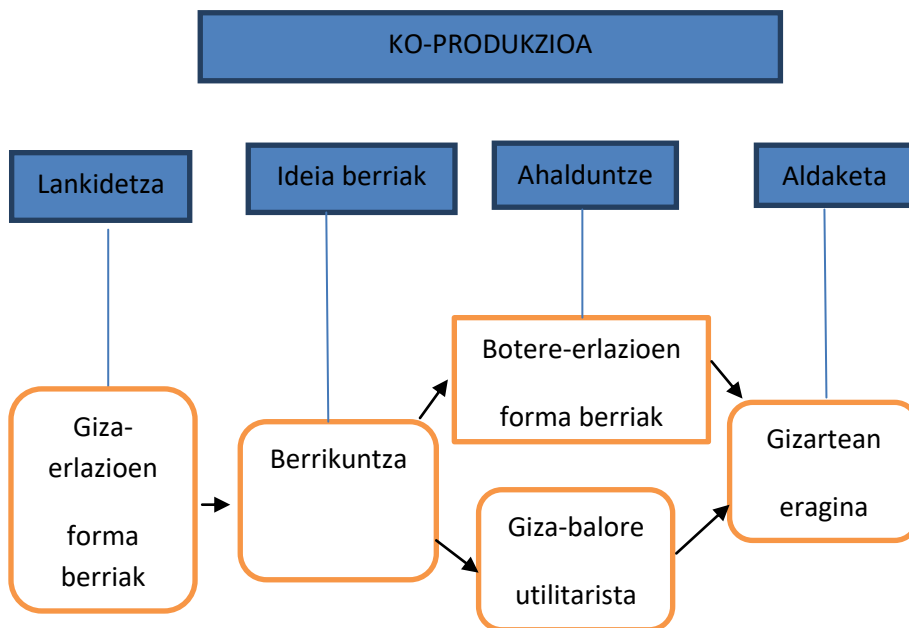 KO-PRODUKZIOA
Lankidetza
Ideia berriak
Ahalduntze
Aldaketa
Giza-
erlazioen
forma
berriak
Berrikuntza
Botere-erlazioen
forma berriak
Giza-balore
utilitarista
Gizartean
eragina